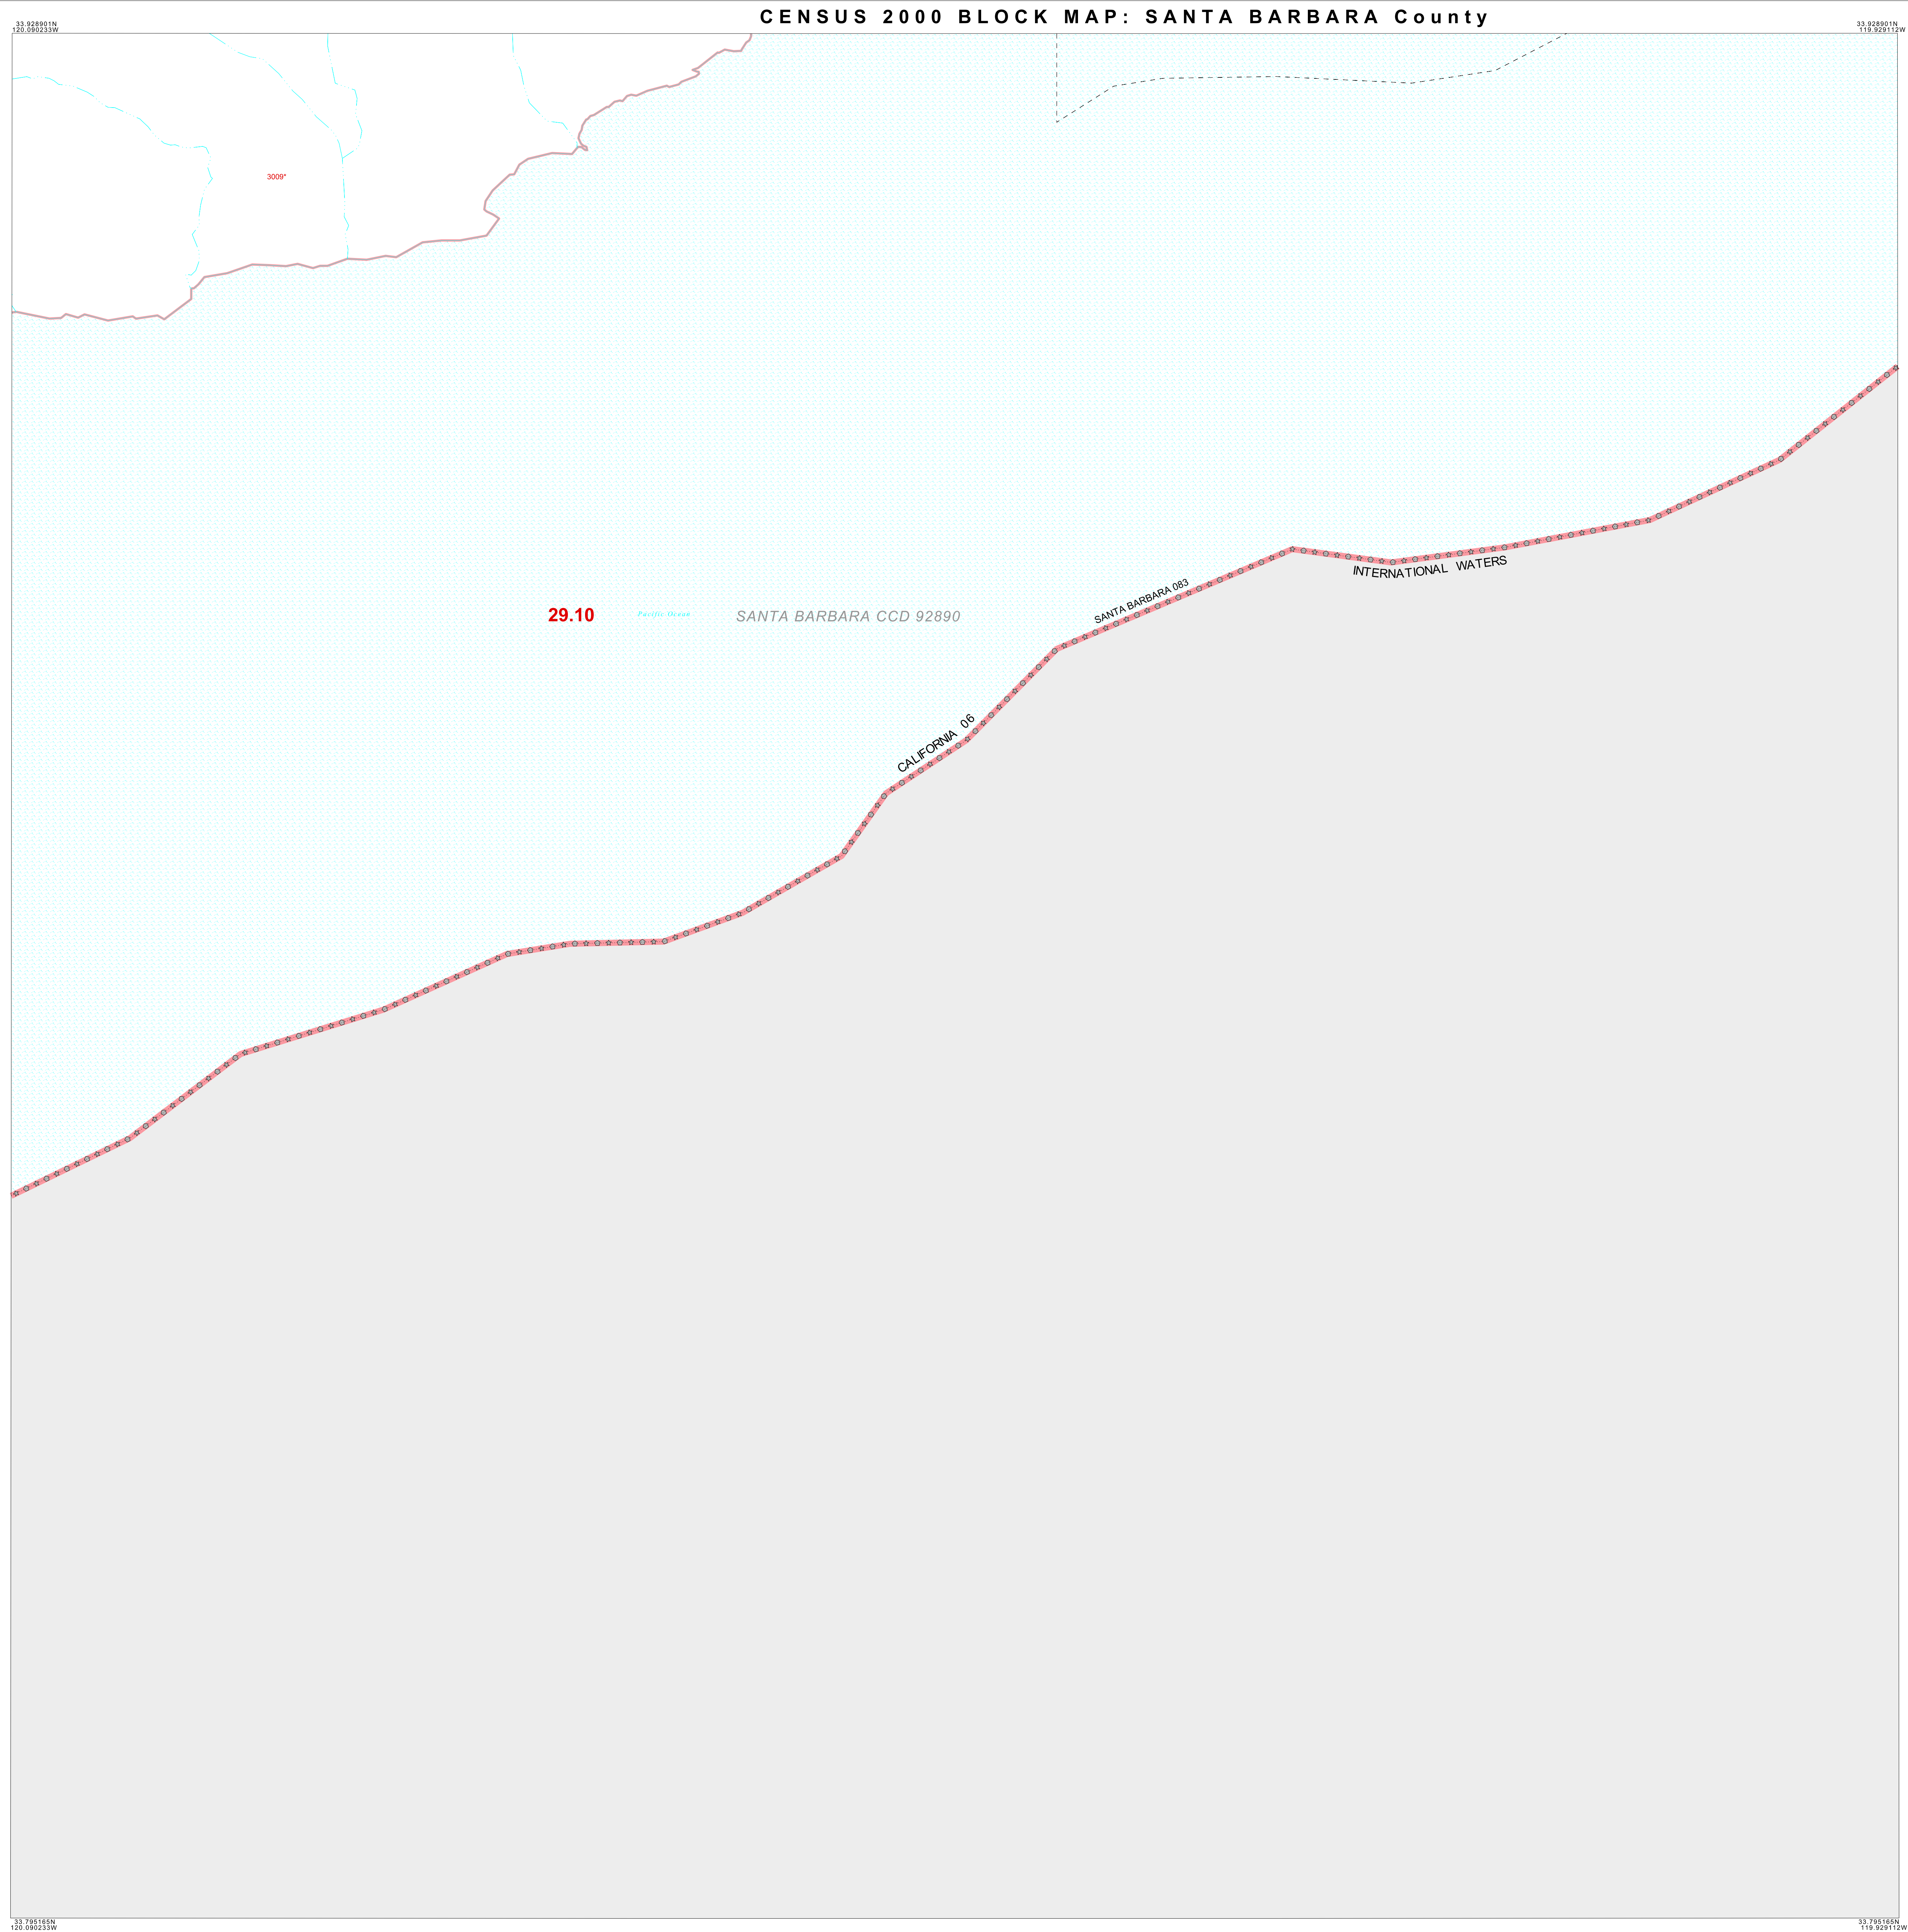 CENSUS 2000 BLOCK MAP: SANTA BARBARA County
33.928901N
120.090233W
33.928901N
119.929112W
3009*
INTERNATIONAL WATERS
SANTA BARBARA 083
29.10
Pacific Ocean
SANTA BARBARA CCD 92890
CALIFORNIA 06
33.795165N
120.090233W
33.795165N
119.929112W